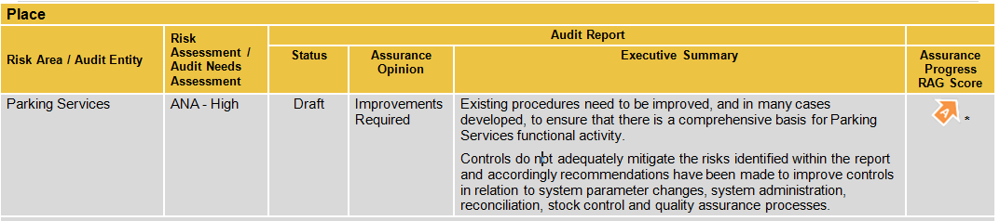 Place
Risk Area / Audit Entity
Risk
Assessment /
Audit Needs
Assessment
Audit Report
Status
Assurance
Opinion
Executive Summary
Assurance
Progress
RAG Score
Parking Services
ANA - High
Draft
Improvements
Required
Existing procedures need to be improved, and in many cases
developed, to ensure that there is a comprehensive basis for Parking
Services functional activity.
Controls do not adequately mitigate the risks identified within the report
and accordingly recommendations have been made to improve controls
in relation to system parameter changes, system administration,
reconciliation, stock control and quality assurance processes.
A *